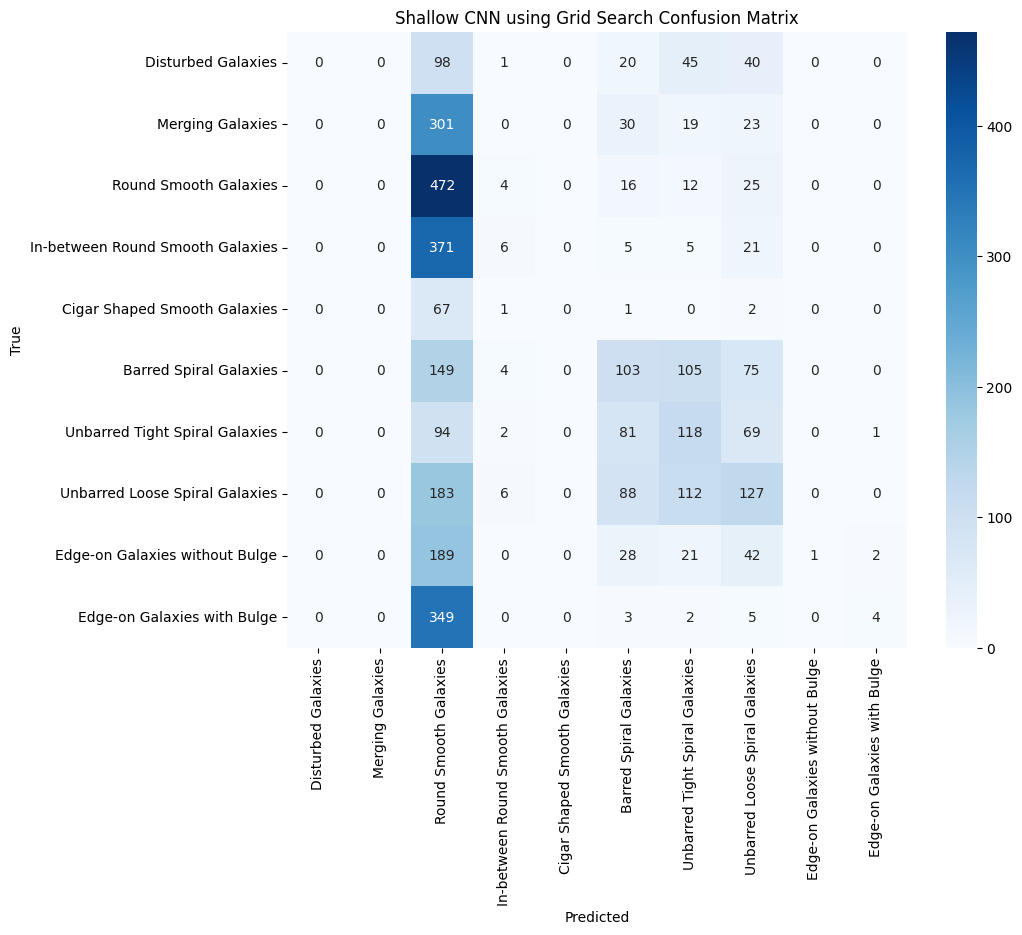 Shallow CNN using Grid Search Confusion Matrix
Disturbed Galaxies 0 0 98 1 0 20 45 40 0 0
Merging Galaxies 0 0 301 0 0 30 19 23 0 0
Round Smooth Galaxies 0 0 472 4 0 16 12 25 0 0
In-between Round Smooth Galaxies 0 0 371 6 0 5 5 21 0 0
Cigar Shaped Smooth Galaxies 0 0 67 1 0 1 0 2 0 0
Barred Spiral Galaxies 0 0 149 4 0 103 105 75 0 0
Unbarred Tight Spiral Galaxies 0 0 94 2 0 81 118 69 0 1
Unbarred Loose Spiral Galaxies 0 0 183 6 0 88 112 127 0 0
Edge-on Galaxies without Bulge 0 0 189 0 0 28 21 42 1 2
Edge-on Galaxies with Bulge 0 0 349 0 0 3 2 5 0 4
True
Disturbed Galaxies
Merging Galaxies
Round Smooth Galaxies
In-between Round Smooth Galaxies
Cigar Shaped Smooth Galaxies
Barred Spiral Galaxies
Unbarred Tight Spiral Galaxies
Unbarred Loose Spiral Galaxies
Edge-on Galaxies without Bulge
Edge-on Galaxies with Bulge
Predicted
400
300
200
100
0